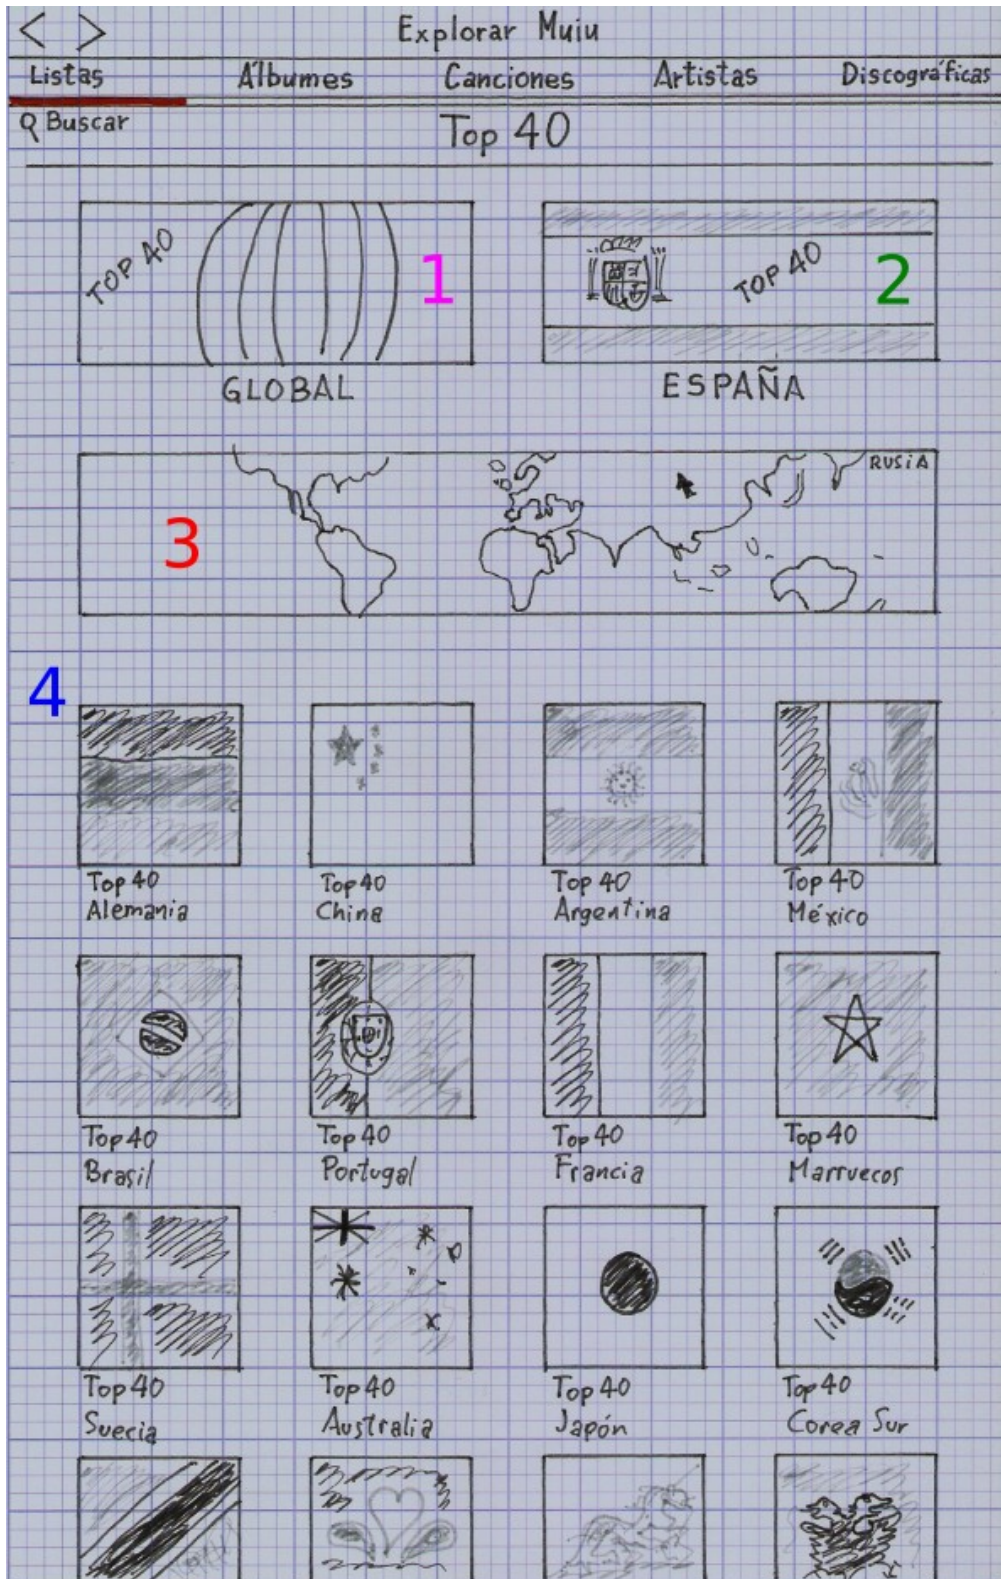 Explorar Muiu
Listas Álbumes Canciones Artistas Discográficas
Buscar
Top 40
TOP 40
1
TOP 40
2
GLOBAL
ESPAÑA
RUSIA
3
4
Top 40 Alemania
Top 40 China
Top 40 Argentina
Top 40 México
Top 40 Brasil
Top 40 Portugal
Top 40 Francia
Top 40 Marruecos
Top 40 Suecia
Top 40 Australia
Top 40 Japón
Top 40 Corea Sur